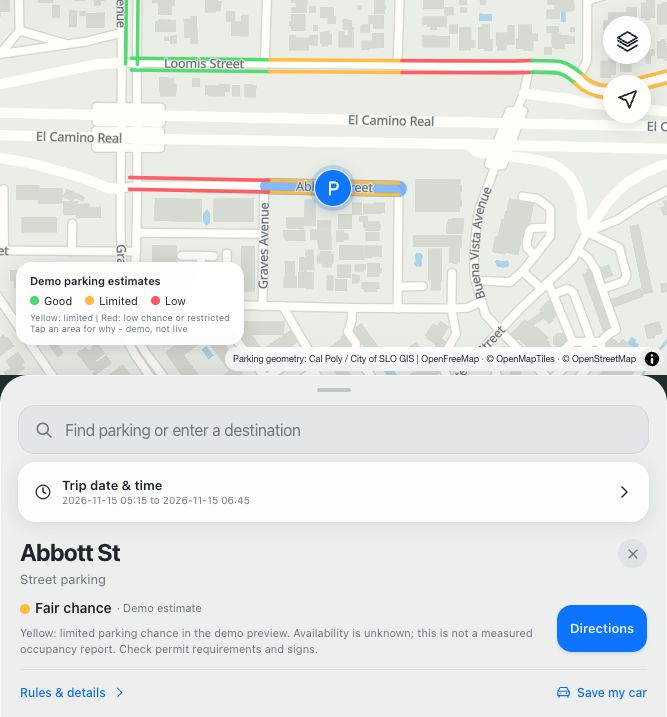 enue
Loomis Street
El Camino Real
El Camino Real
El C
P
Graves Avenue
Buena Vista Avenue
Gra
et
Street
Demo parking estimates
Good Limited Low
Yellow: limited | Red: low chance or restricted
Tap an area for why - demo, not live
Parking geometry: Cal Poly / City of SLO GIS | OpenFreeMap · © OpenMapTiles · © OpenStreetMap
Find parking or enter a destination
Trip date & time
2026-11-15 05:15 to 2026-11-15 06:45
Abbott St
Street parking
Fair chance · Demo estimate
Directions
Yellow: limited parking chance in the demo preview. Availability is unknown; this is not a measured
occupancy report. Check permit requirements and signs.
Rules & details
Save my car